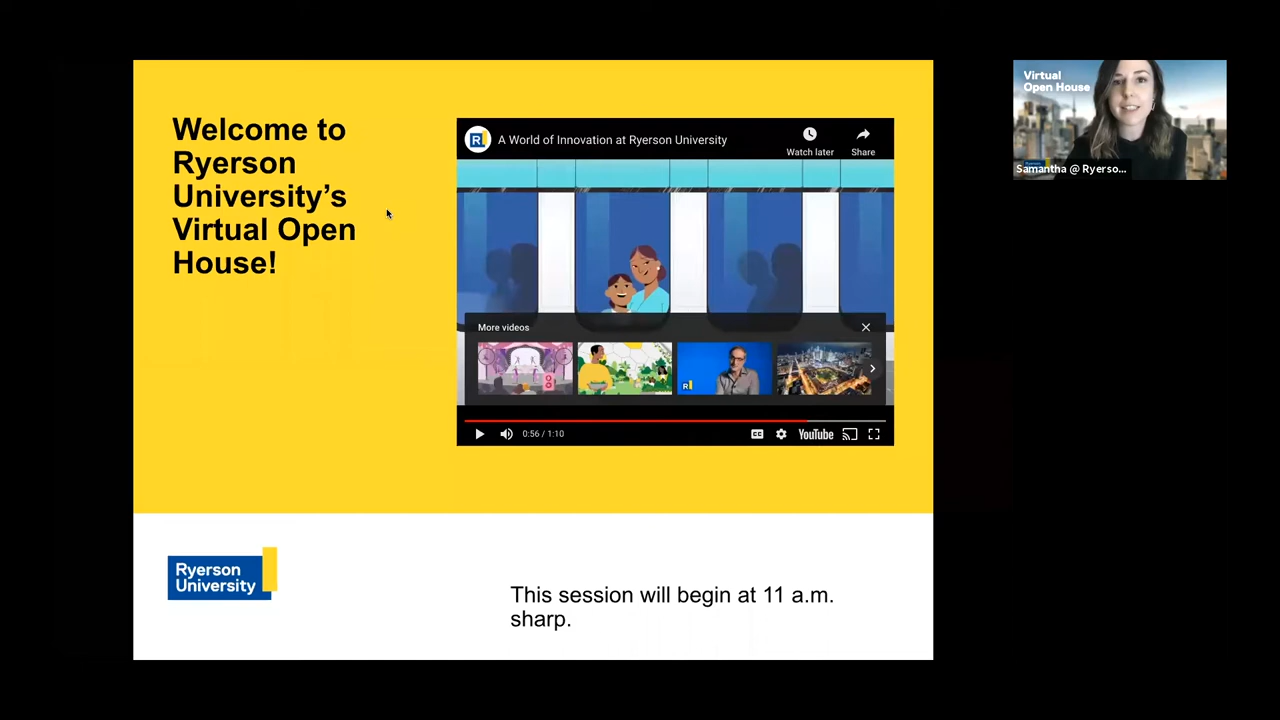 Welcome to
Ryerson
University’s
Virtual Open
House!
A World of Innovation at Ryerson University
Watch later
Share
More videos
0:56 / 1:10
CC
YouTube
Ryerson
University
This session will begin at 11 a.m.
sharp.
Virtual
Open House
Samantha @ Ryerso...